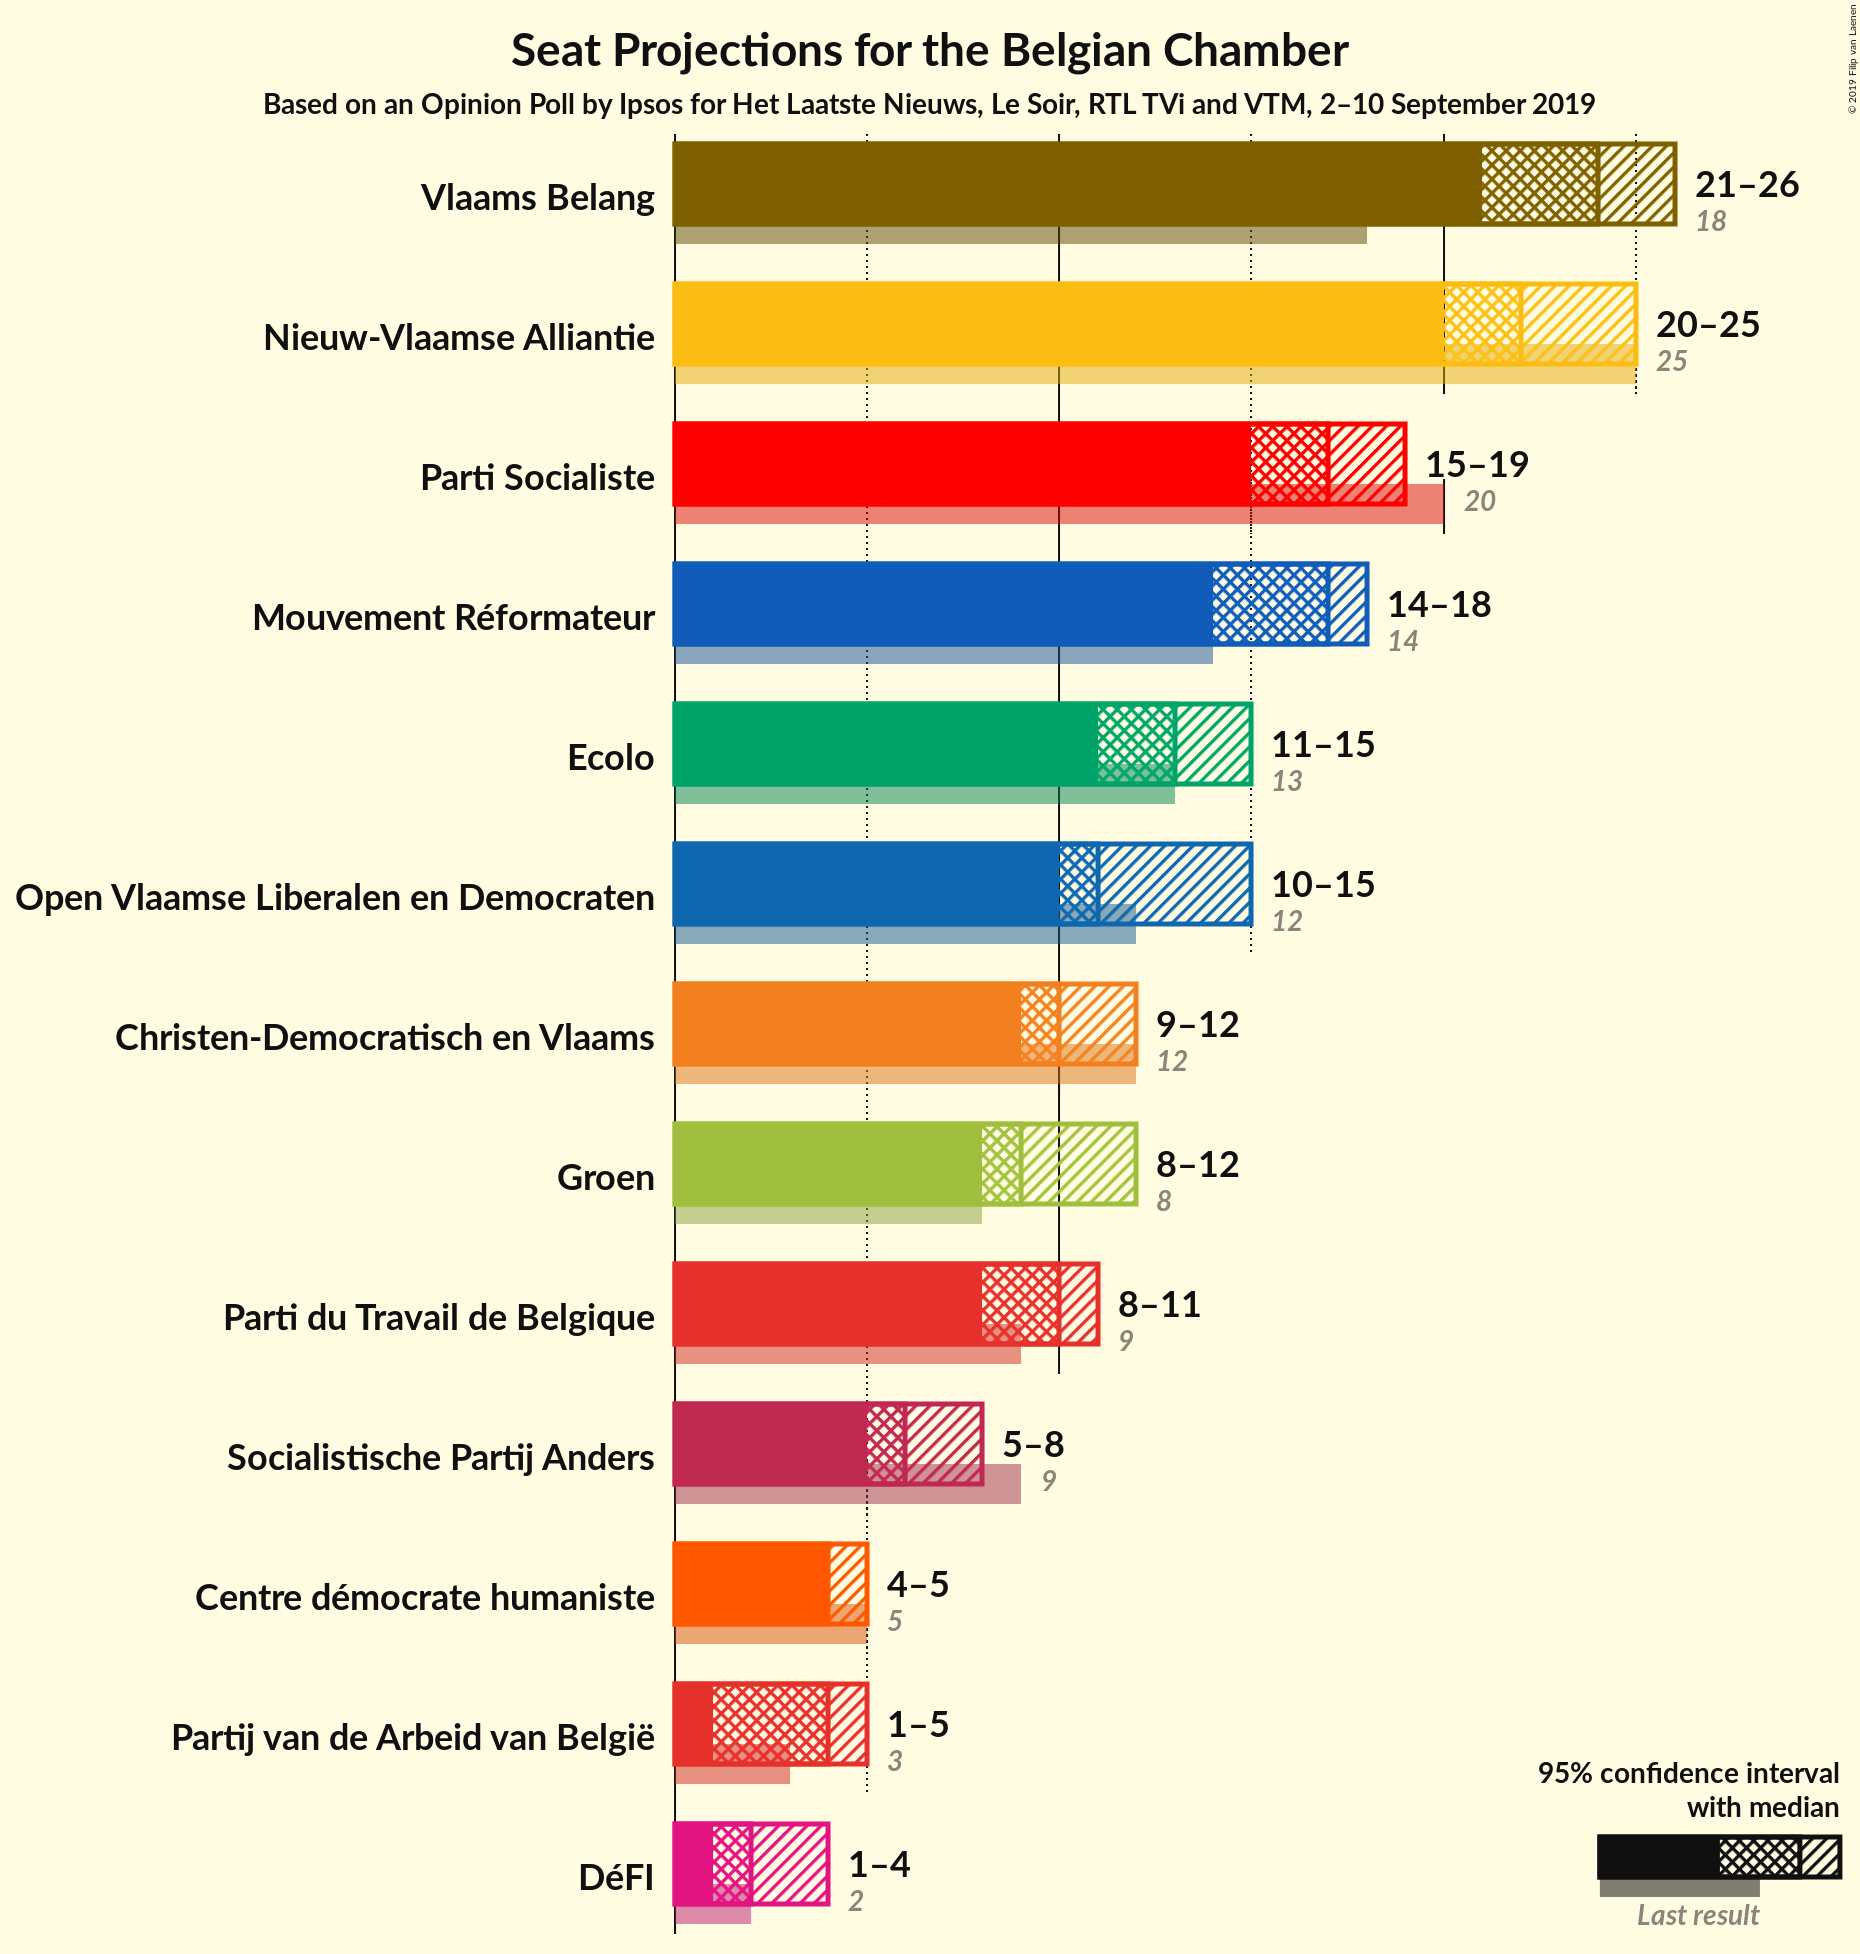 Seat Projections for the Belgian Chamber
Based on an Opinion Poll by Ipsos for Het Laatste Nieuws, Le Soir, RTL TVi and VTM, 2–10 September 2019
© 2019 Filip van Laenen
Vlaams Belang
21–26
18
Nieuw-Vlaamse Alliantie
20–25
25
Parti Socialiste
15–19
20
Mouvement Réformateur
14–18
14
Ecolo
11–15
13
Open Vlaamse Liberalen en Democraten
10–15
12
Christen-Democratisch en Vlaams
9–12
12
Groen
8–12
8
Parti du Travail de Belgique
8–11
9
Socialistische Partij Anders
5–8
9
Centre démocrate humaniste
4–5
5
Partij van de Arbeid van België
1–5
3
DéFI
1–4
2
95% confidence interval
with median
Last result